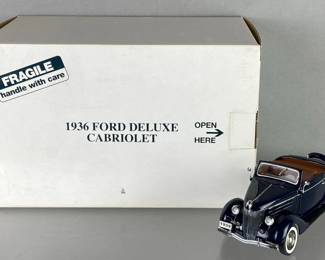 FRAGILE
handle with care
1936 FORD DELUXE
CABRIOLET
OPEN
HERE